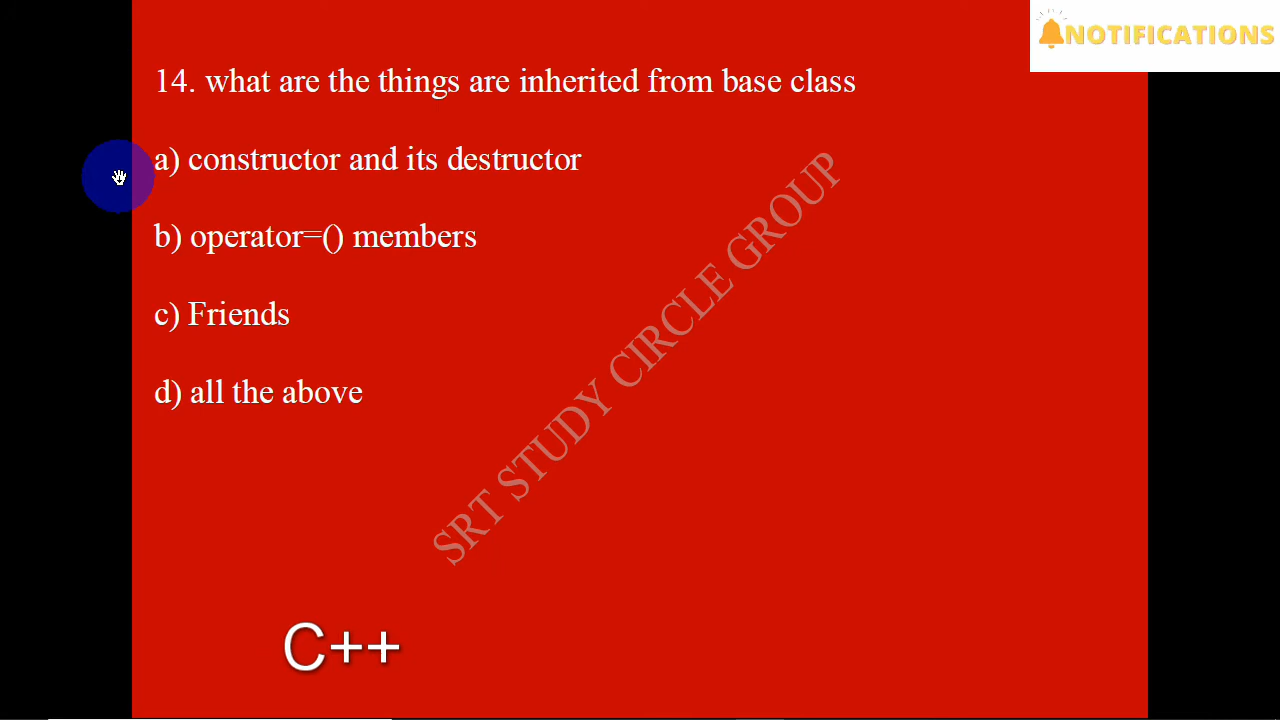 NOTIFICATIONS
14. what are the things are inherited from base class
a) constructor and its destructor
b) operator=() members
c) Friends
d) all the above
SRT STUDY CIRCLE GROUP
C++